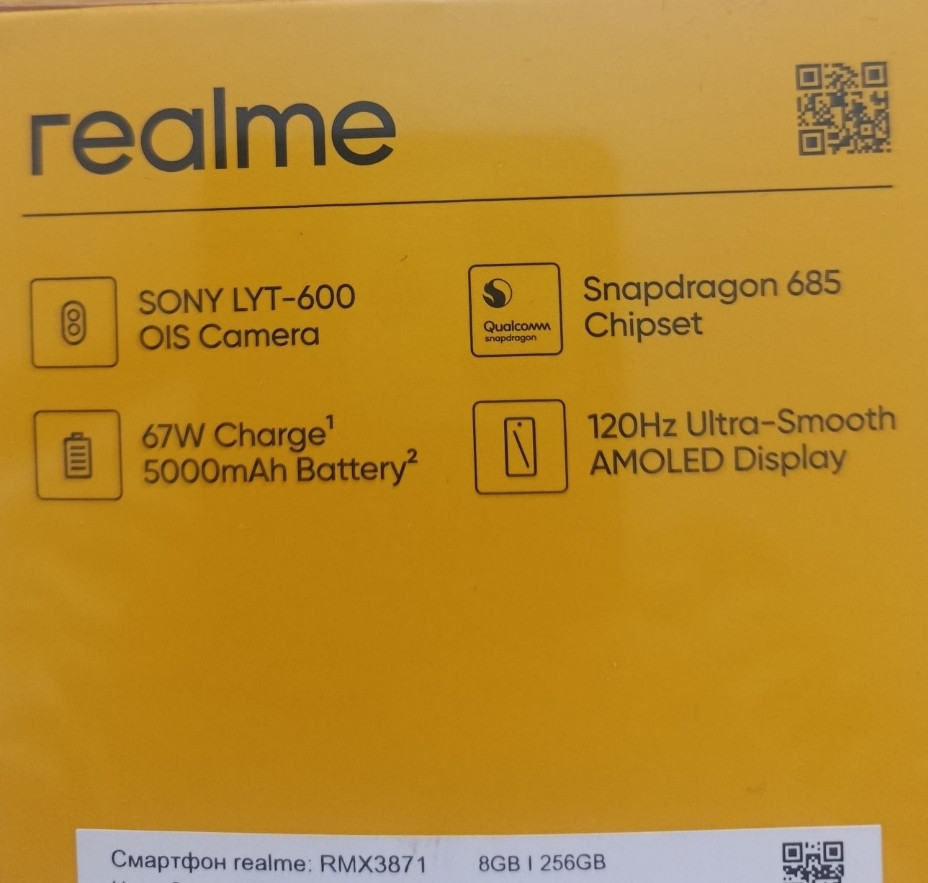 realme
SONY LYT-600
OIS Camera
Qualcomm
snapdragon
Snapdragon 685
Chipset
67W Charge¹
5000mAh Battery²
120Hz Ultra-Smooth
AMOLED Display
Смартфон realme: RMX3871 8GB | 256GB